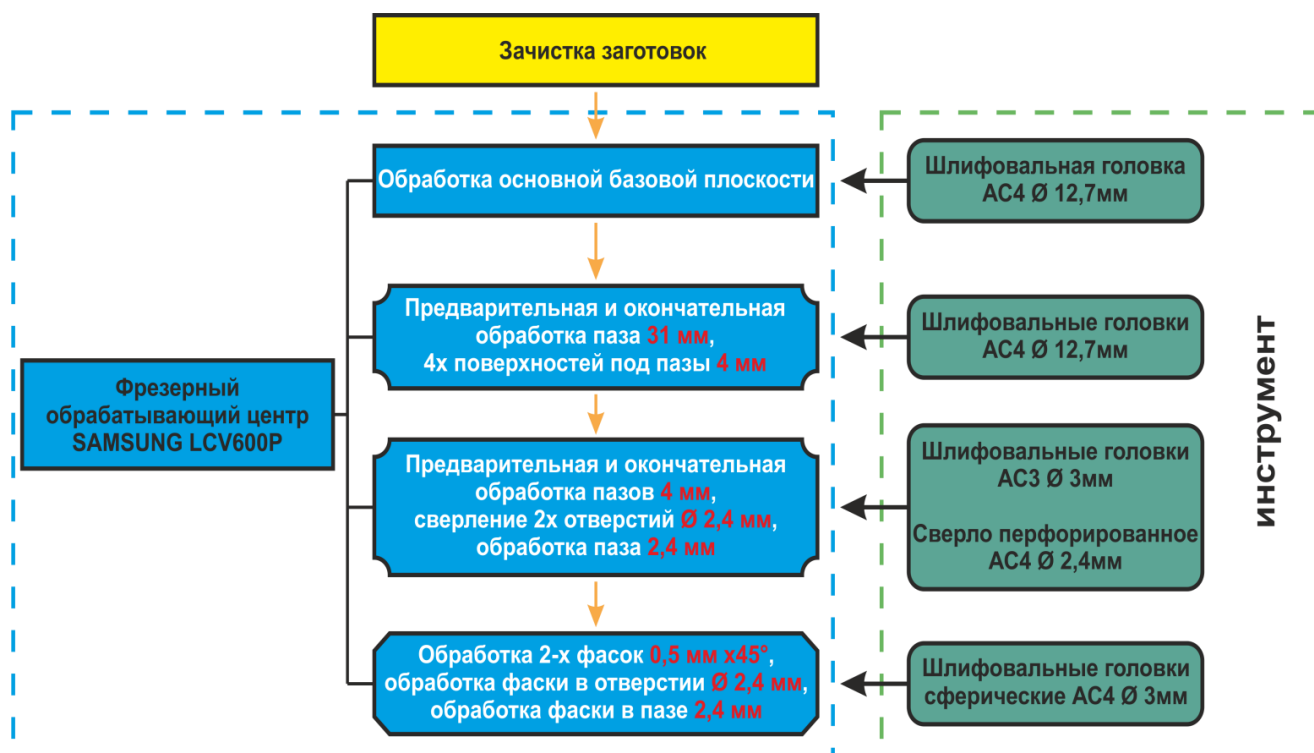 Зачистка заготовок
Обработка основной базовой плоскости
Шлифовальная головка
АС4 Ø 12,7мм
Предварительная и окончательная
обработка паза 31 мм,
4х поверхностей под пазы 4 мм
Шлифовальные головки
АС4 Ø 12,7мм
Фрезерный
обрабатывающий центр
SAMSUNG LCV600P
Предварительная и окончательная
обработка пазов 4 мм,
сверление 2х отверстий Ø 2,4 мм,
обработка паза 2,4 мм
Шлифовальные головки
АС3 Ø 3мм
Сверло перфорированное
АС4 Ø 2,4мм
Обработка 2-х фасок 0,5 мм х45°,
обработка фаски в отверстии Ø 2,4 мм,
обработка фаски в пазе 2,4 мм
Шлифовальные головки
сферические АС4 Ø 3мм
инструмент